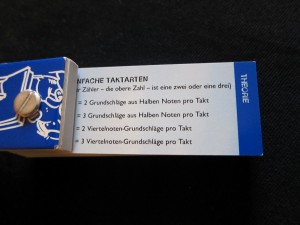 NFACHE TAKTARTEN
r Zähler – die obere Zahl – ist eine zwei oder eine drei)
= 2 Grundschläge aus Halben Noten pro Takt
= 3 Grundschläge aus Halben Noten pro Takt
= 2 Viertelnoten-Grundschläge pro Takt
= 3 Viertelnoten-Grundschläge pro Takt
THEORIE